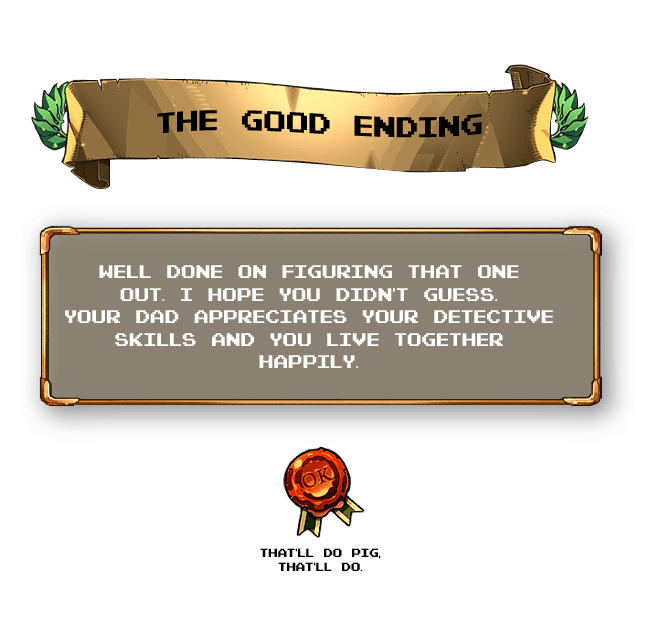 THE GOOD ENDING
WELL DONE ON FIGURING THAT ONE
OUT. I HOPE YOU DIDN'T GUESS.
YOUR DAD APPRECIATES YOUR DETECTIVE
SKILLS AND YOU LIVE TOGETHER
HAPPILY.
OK
THAT'LL DO PIG,
THAT'LL DO.